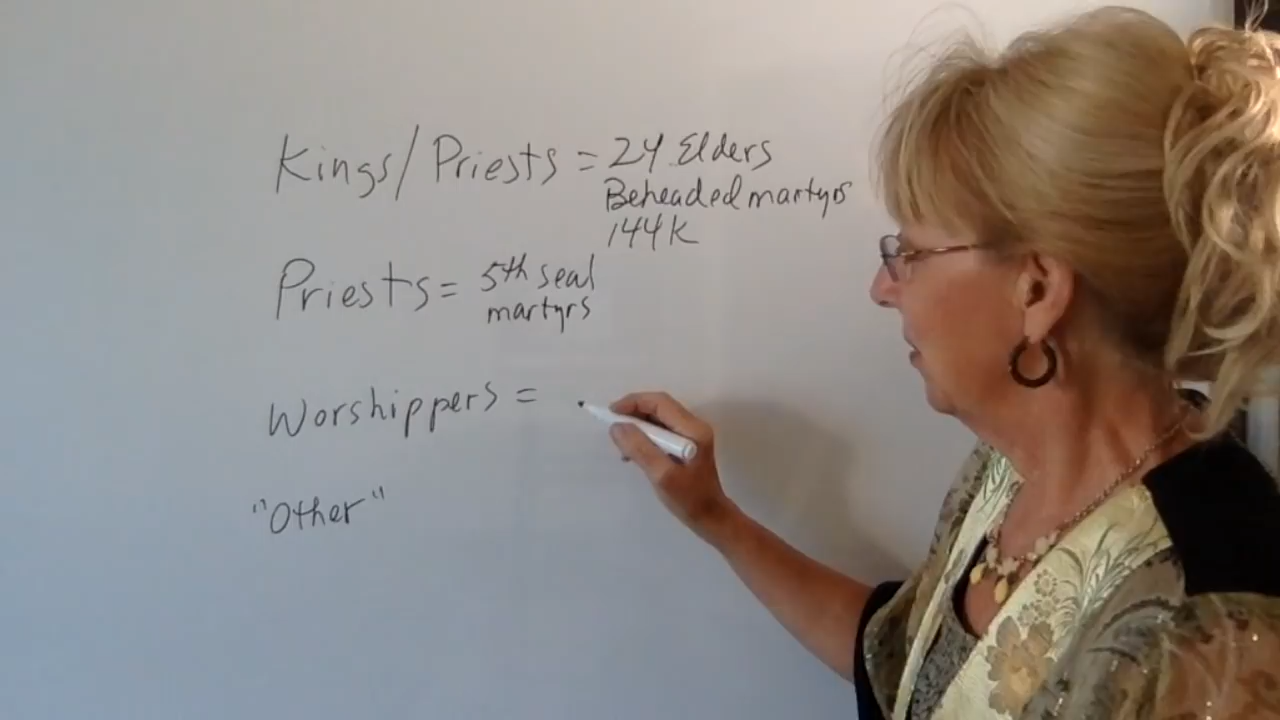 Kings/Priests = 24 Elders
Beheaded martyrs
144K
Priests = 5th seal
martyrs
Worshippers =
"Other"